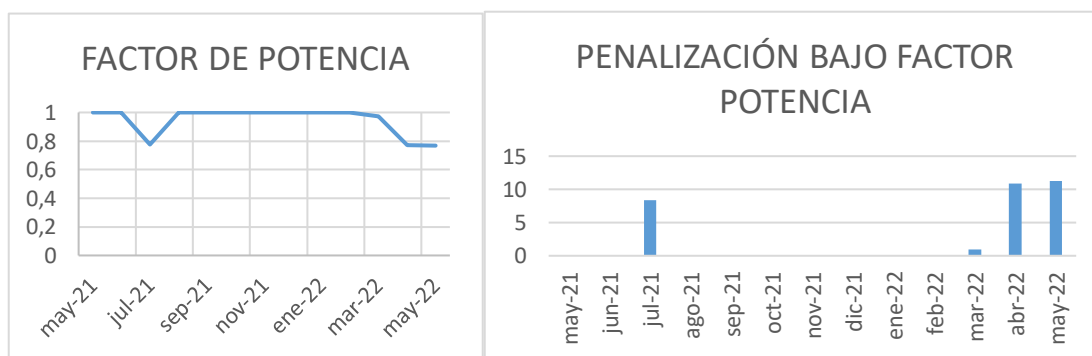 FACTOR DE POTENCIA
1
0,8
0,6
0,4
0,2
0
may-21
jul-21
sep-21
nov-21
ene-22
mar-22
may-22
PENALIZACIÓN BAJO FACTOR
POTENCIA
15
10
5
0
may-21
jun-21
jul-21
ago-21
sep-21
oct-21
nov-21
dic-21
ene-22
feb-22
mar-22
abr-22
may-22